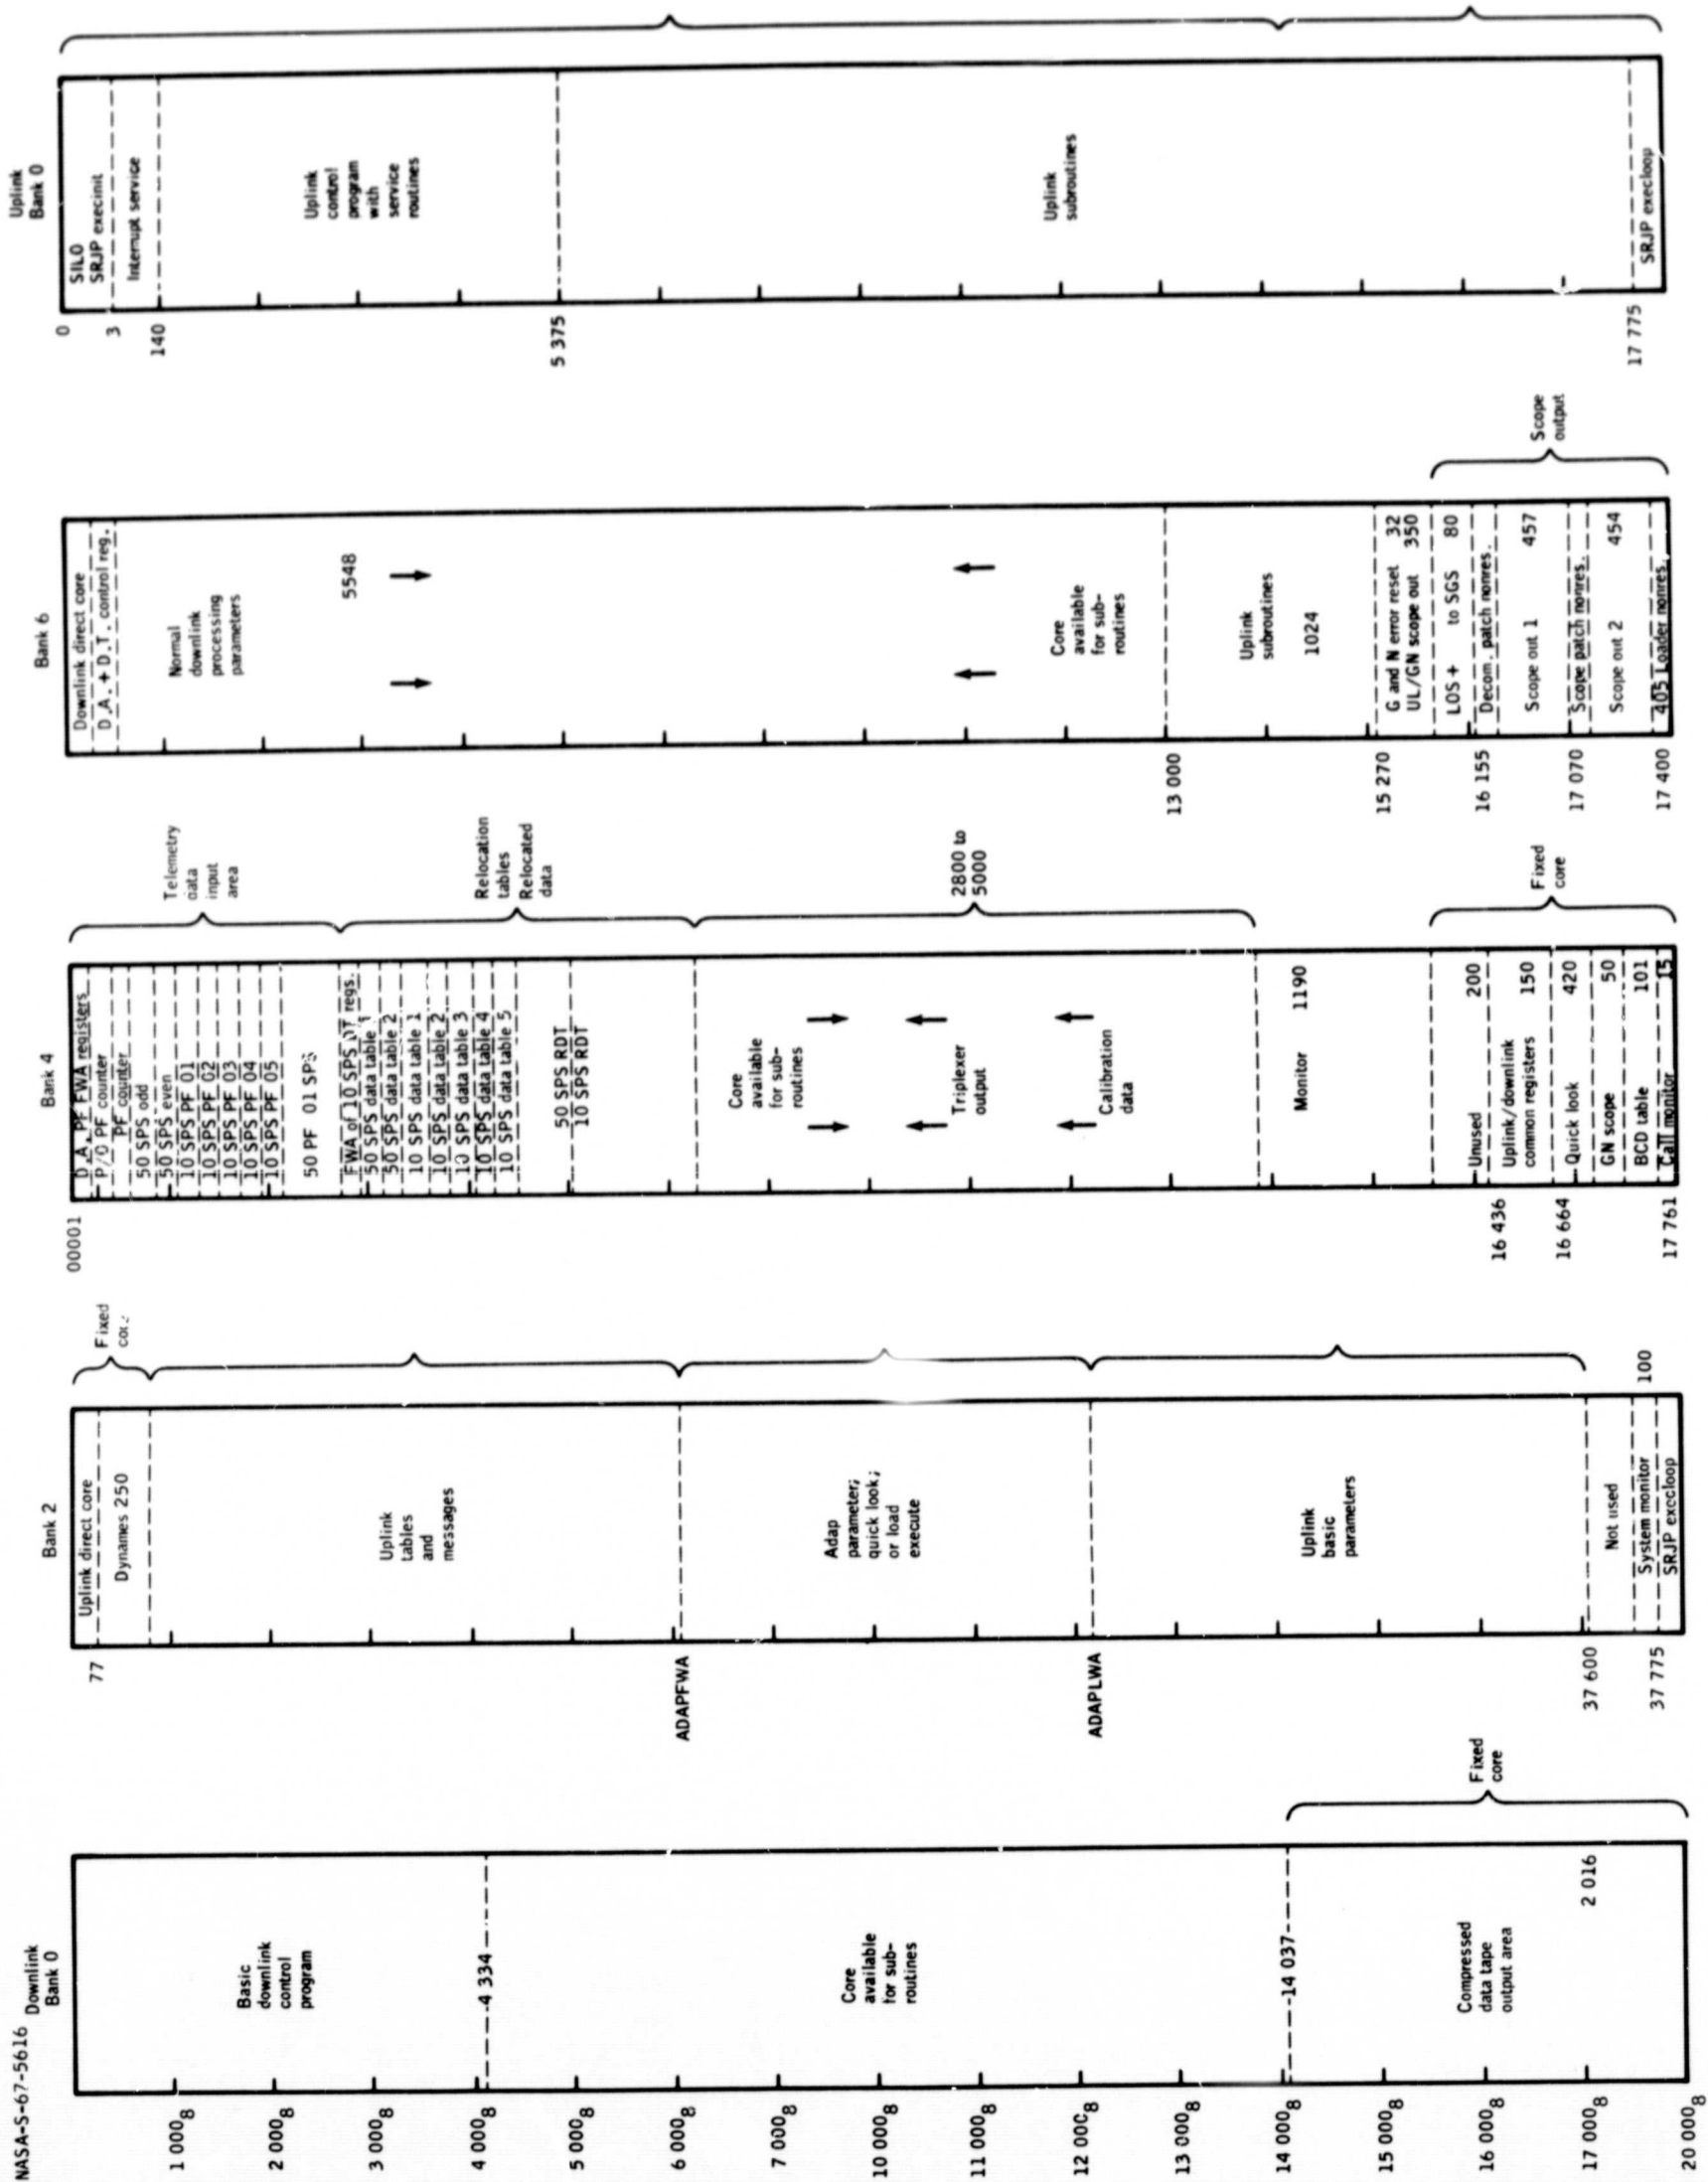 NASA-S-67-5616
Downlink
Bank 0
1 000₈
2 000₈
3 000₈
4 000₈
5 000₈
6 000₈
7 000₈
10 000₈
11 000₈
12 00C₈
13 000₈
14 000₈
15 000₈
16 000₈
17 000₈
20 000₈
Basic
downlink
control
program
4 334
Core
available
for sub-
routines
14 037
Compressed
data tape
output area
2 016
Fixed
core
Bank 2
77
ADAPFWA
ADAPLWA
37 600
37 775
Uplink direct core
Dynames 250
Uplink
tables
and
messages
Adap
parameter;
quick look;
or load
execute
Uplink
basic
parameters
Not used
System monitor
100
SRJP execloop
Fixed
Bank 4
00001
16 436
16 664
17 761
D.A. PF FWA registers
P/O PF counter
PF counter
50 SPS odd
50 SPS even
10 SPS PF 01
10 SPS PF 02
10 SPS PF 03
10 SPS PF 04
10 SPS PF 05
50 PF 01 SPS
FWA of 10 SPS DT regs.
50 SPS data table 1
50 SPS data table 2
10 SPS data table 1
10 SPS data table 2
10 SPS data table 3
10 SPS data table 4
10 SPS data table 5
50 SPS RDT
10 SPS RDT
Core
available
for sub-
routines
Triplexer
output
Calibration
data
Monitor 1190
Unused 200
Uplink/downlink
common registers 150
Quick look 420
GN scope 50
BCD table 101
Call monitor 15
Telemetry
data
input
area
Relocation
tables
Relocated
data
2800 to
5000
Fixed
core
Bank 6
13 000
15 270
16 155
17 070
17 400
Downlink direct core
D.A. + D.T. control reg.
Normal
downlink
processing
parameters
5548
Core
available
for sub-
routines
Uplink
subroutines
1024
G and N error reset 32
UL/GN scope out 350
LOS + to SGS 80
Decom. patch nonres.
Scope out 1 457
Scope patch nonres.
Scope out 2 454
405 Loader nonres.
Scope
output
Uplink
Bank 0
0
3
140
5 375
17 775
SILO
SRJP execinit
Interrupt service
Uplink
control
program
with
service
routines
Uplink
subroutines
SRJP execloop